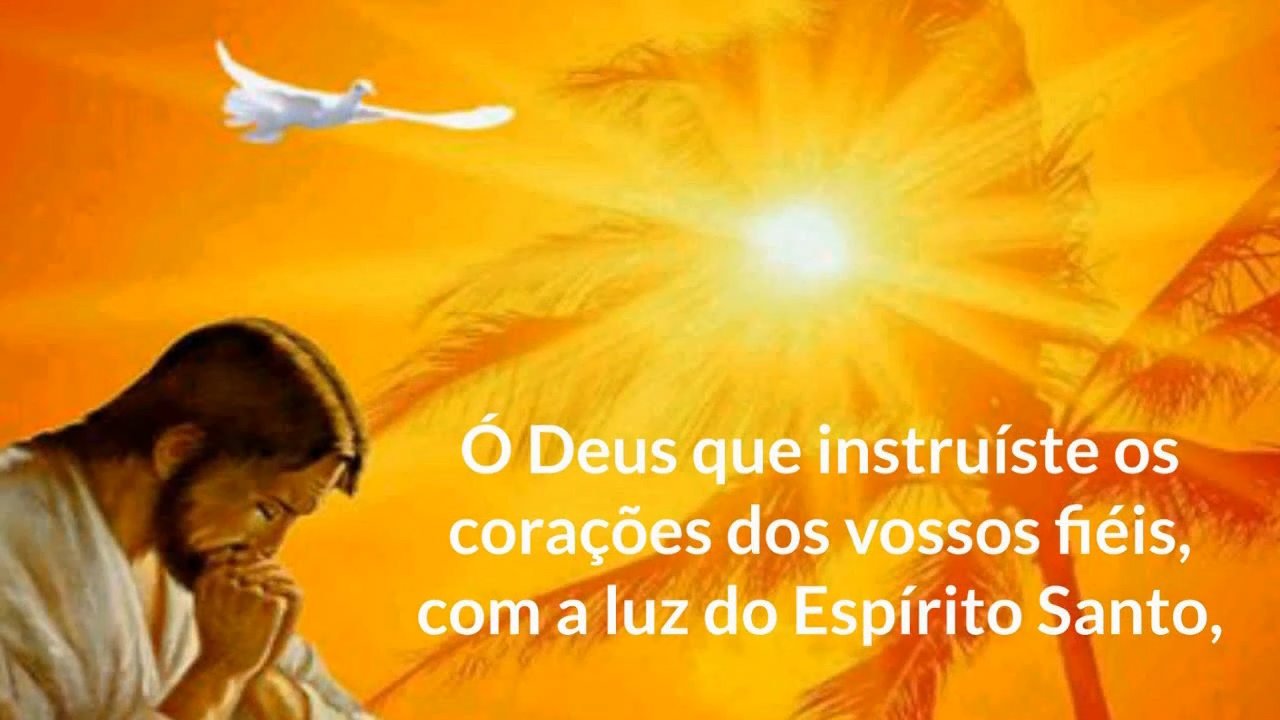 Ó Deus que instruíste os
corações dos vossos fiéis,
com a luz do Espírito Santo,